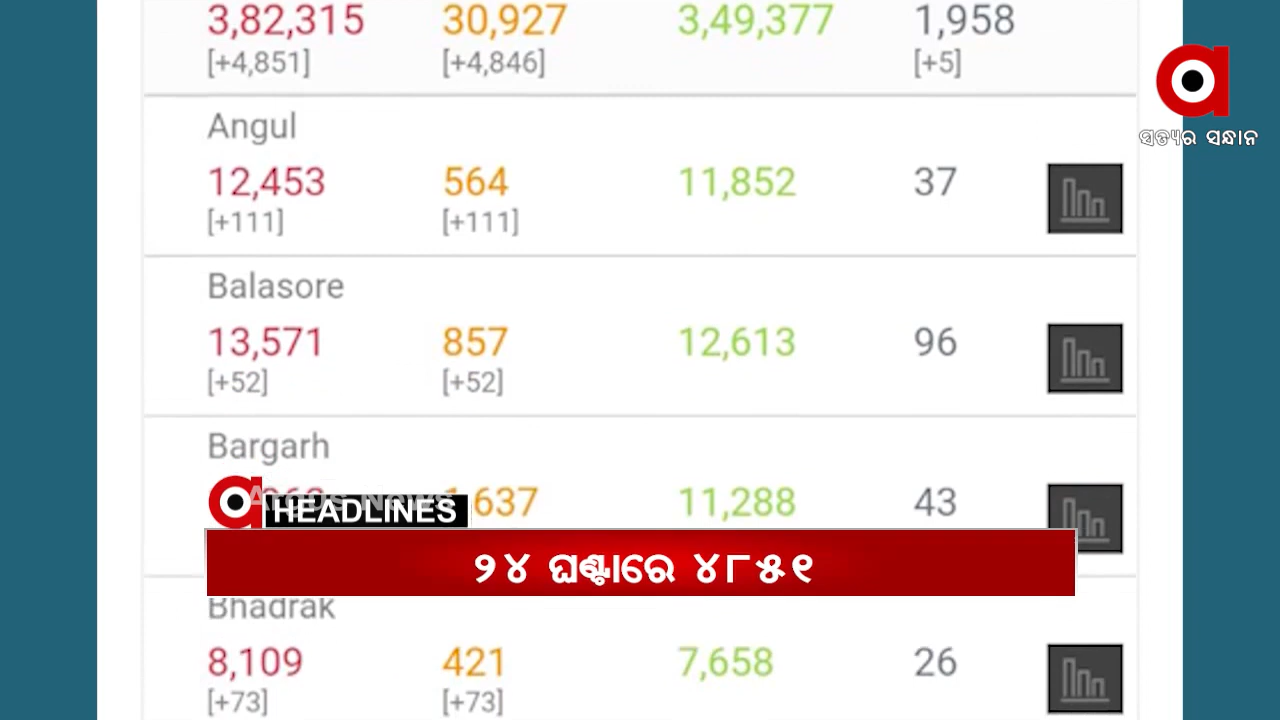 3,82,315 30,927 3,49,377 1,958
[+4,851] [+4,846] [+5]
ସତ୍ୟର ସନ୍ଧାନ
Angul
12,453 564 11,852 37
[+111] [+111]
Balasore
13,571 857 12,613 96
[+52] [+52]
Bargarh
11,288 43
Argus News
HEADLINES
୨୪ ଘଣ୍ଟାରେ ୪୮୫୧
Bhadrak
8,109 421 7,658 26
[+73] [+73]